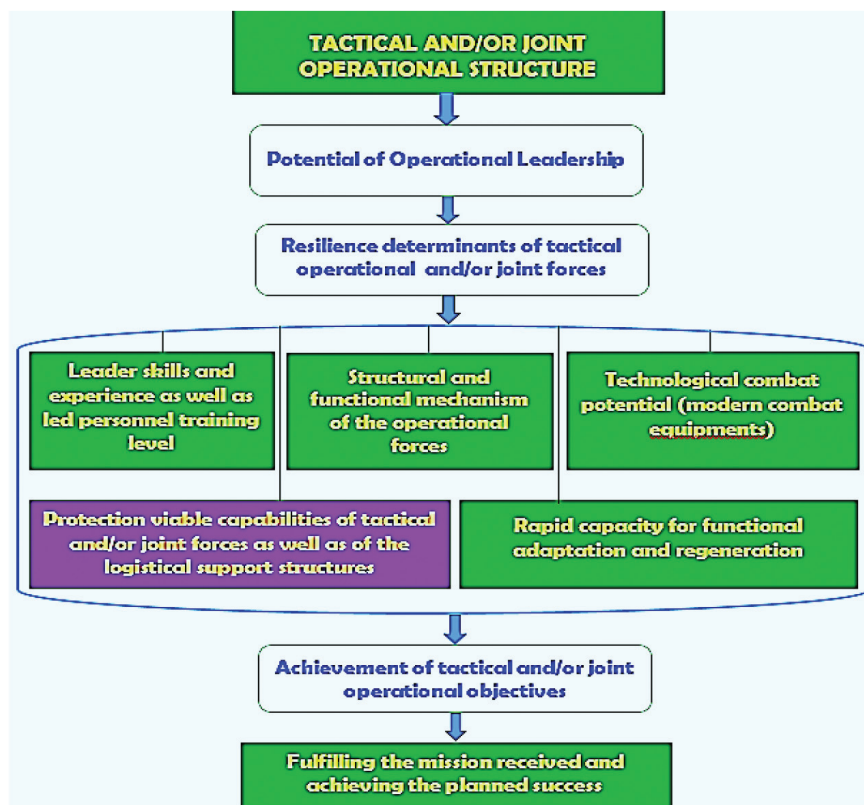 TACTICAL AND/OR JOINT
OPERATIONAL STRUCTURE
Potential of Operational Leadership
Resilience determinants of tactical
operational and/or joint forces
Leader skills and
experience as well as
led personnel training
level
Structural and
functional mechanism
of the operational
forces
Technological combat
potential (modern combat
equipments)
Protection viable capabilities of tactical
and/or joint forces as well as of the
logistical support structures
Rapid capacity for functional
adaptation and regeneration
Achievement of tactical and/or joint
operational objectives
Fulfilling the mission received and
achieving the planned success